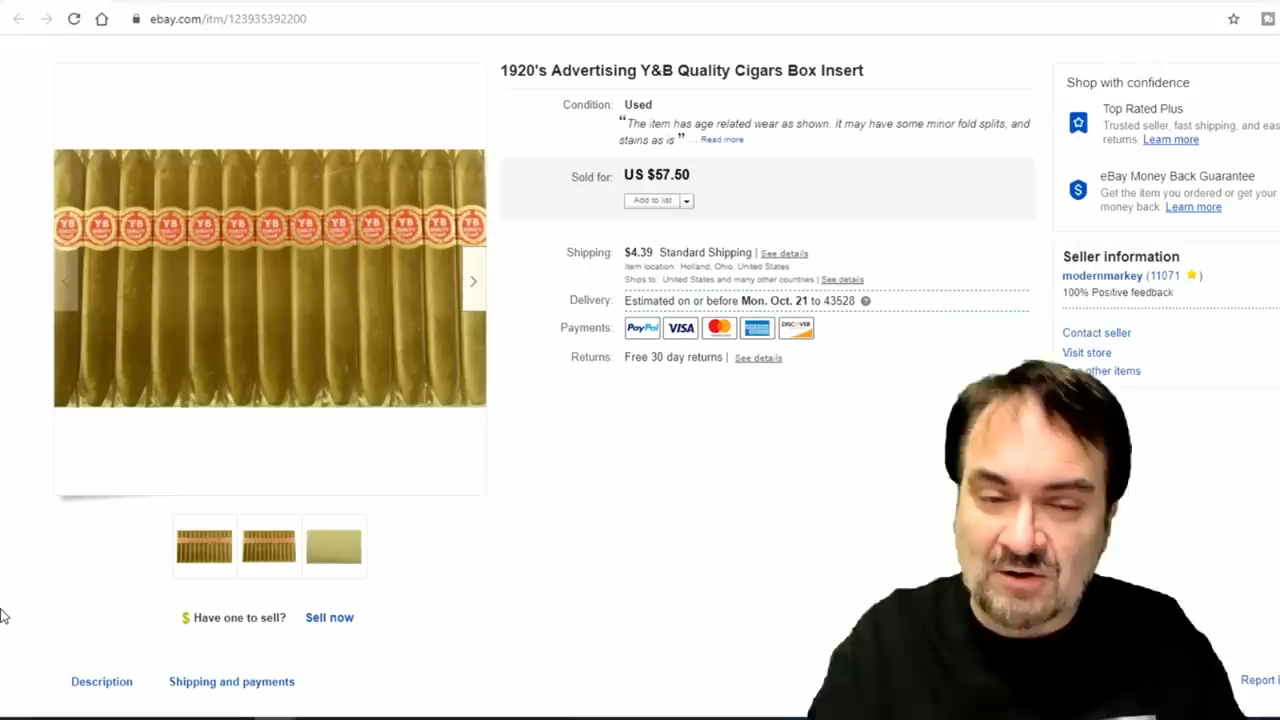 ebay.com/itm/123935392200
1920's Advertising Y&B Quality Cigars Box Insert
Condition: Used
“The item has age related wear as shown. It may have some minor fold splits, and
stains as is” ... Read more
Sold for: US $57.50
Add to list
Shipping: $4.39 Standard Shipping | See details
Item location: Holland, Ohio, United States
Ships to: United States and many other countries | See details
Delivery: Estimated on or before Mon. Oct. 21 to 43528
Payments: PayPal VISA MasterCard DISCOVER
Returns: Free 30 day returns | See details
Shop with confidence
Top Rated Plus
Trusted seller, fast shipping, and eas
returns. Learn more
eBay Money Back Guarantee
Get the item you ordered or get your
money back. Learn more
Seller information
modernmarkey (11071 )
100% Positive feedback
Contact seller
Visit store
other items
Y B
QUALITY
Y B
QUALITY
Y B
QUALITY
$ Have one to sell? Sell now
Description
Shipping and payments
Report i